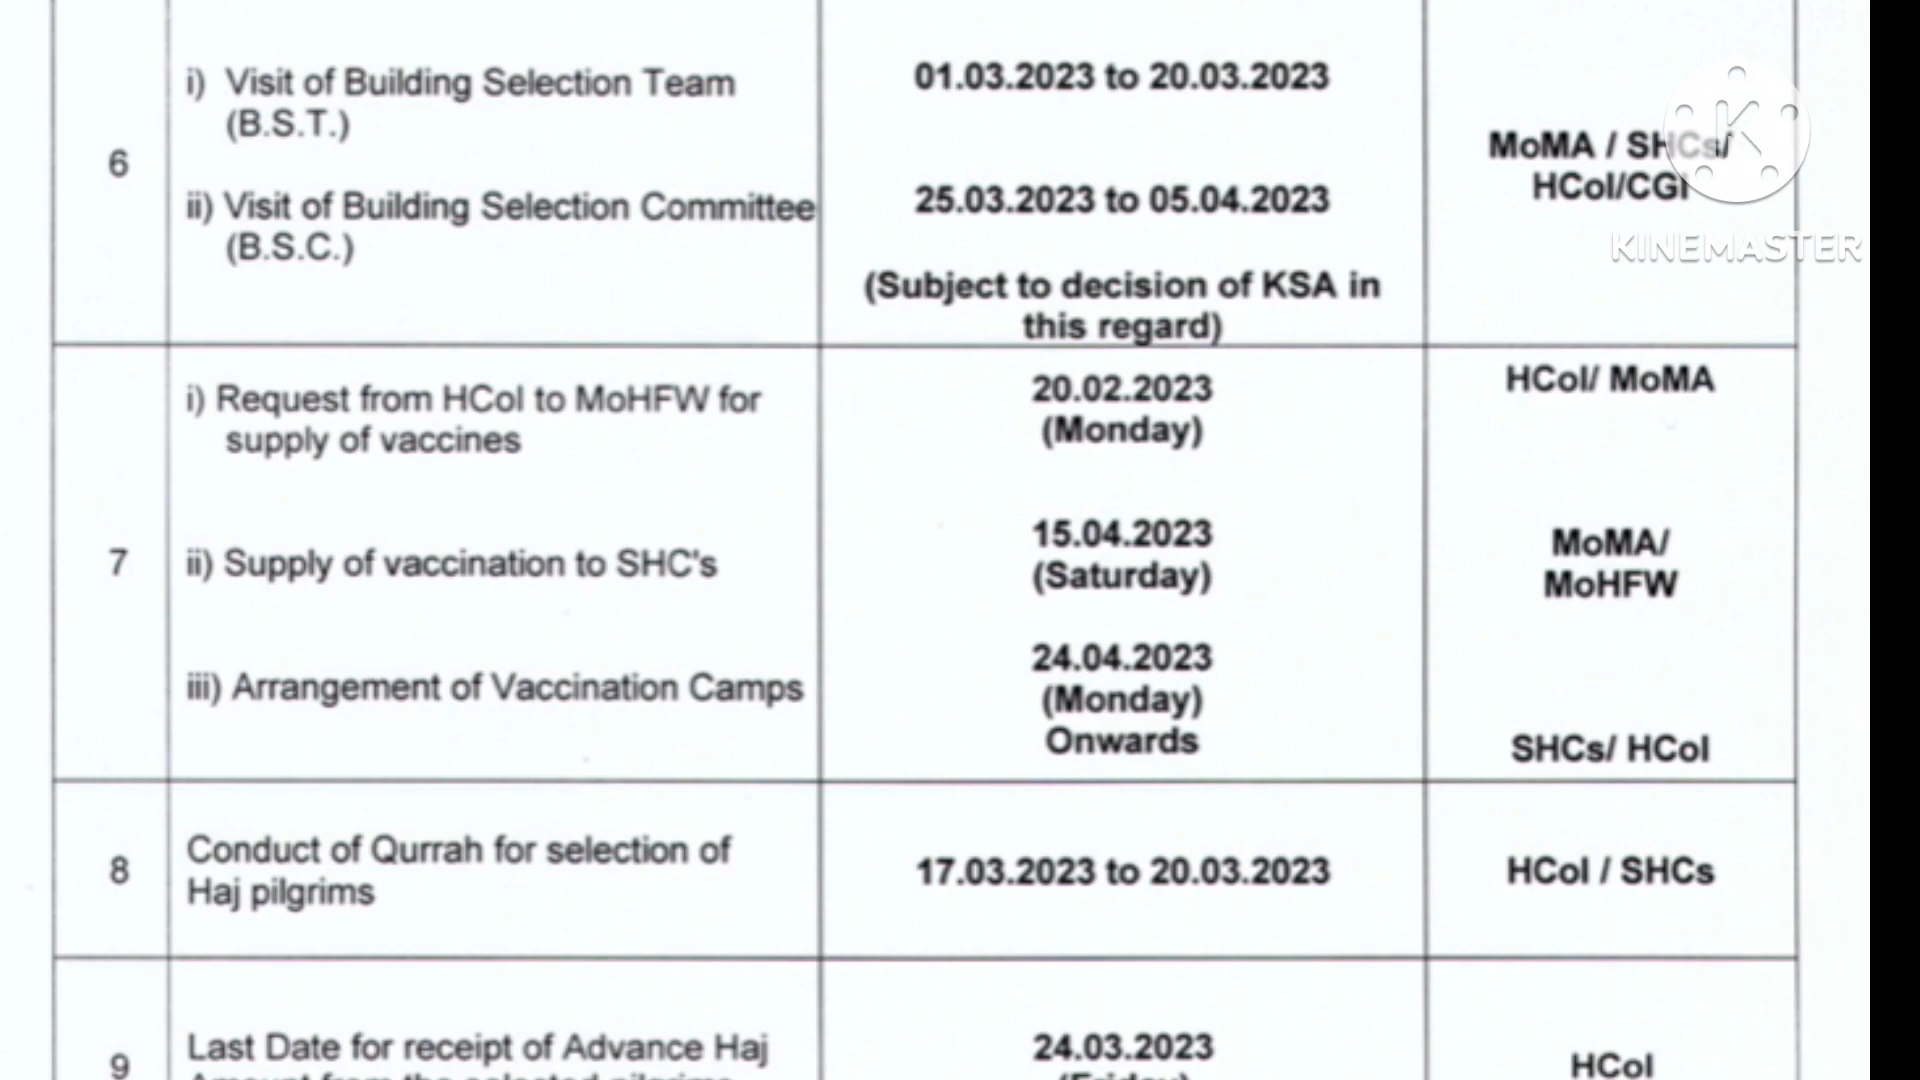 6
i) Visit of Building Selection Team
(B.S.T.)
01.03.2023 to 20.03.2023
ii) Visit of Building Selection Committee
(B.S.C.)
25.03.2023 to 05.04.2023
(Subject to decision of KSA in
this regard)
MoMA / SHCs/
HCoI/CGI
KINEMASTER
7
i) Request from HCoI to MoHFW for
supply of vaccines
20.02.2023
(Monday)
HCoI/ MoMA
ii) Supply of vaccination to SHC's
15.04.2023
(Saturday)
MoMA/
MoHFW
iii) Arrangement of Vaccination Camps
24.04.2023
(Monday)
Onwards
SHCs/ HCoI
8
Conduct of Qurrah for selection of
Haj pilgrims
17.03.2023 to 20.03.2023
HCoI / SHCs
9
Last Date for receipt of Advance Haj
24.03.2023
(Friday)
HCoI